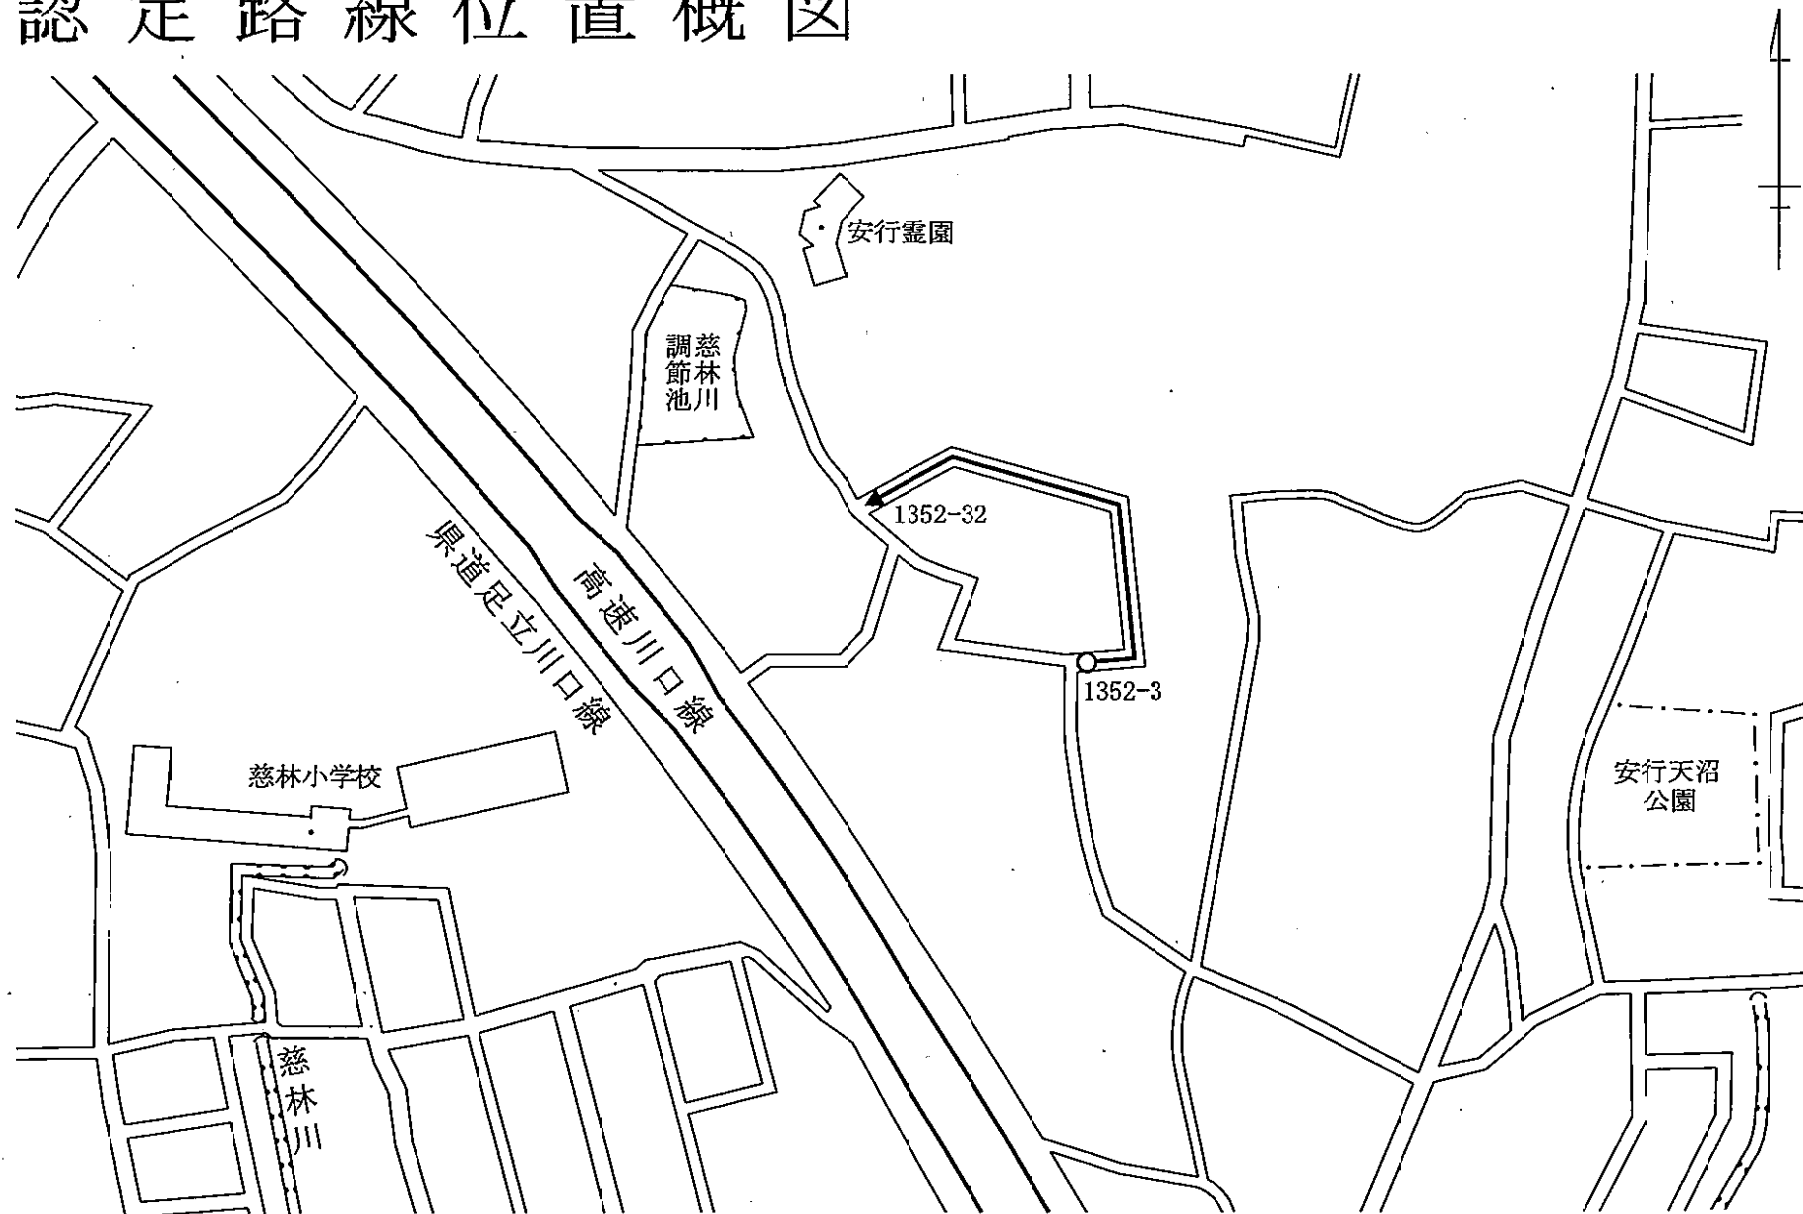 認定路線位置概図
安行霊園
慈林川
調節池
1352-32
県道足立川口線
高速川口線
1352-3
慈林小学校
安行天沼
公園
慈林川